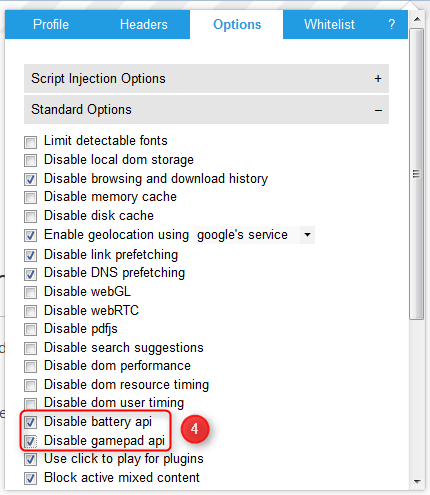 Profile Headers Options Whitelist ?
Script Injection Options +
Standard Options –
Limit detectable fonts
Disable local dom storage
Disable browsing and download history
Disable memory cache
Disable disk cache
Enable geolocation using google's service
Disable link prefetching
Disable DNS prefetching
Disable webGL
Disable webRTC
Disable pdfjs
Disable search suggestions
Disable dom performance
Disable dom resource timing
Disable dom user timing
Disable battery api
4
Disable gamepad api
Use click to play for plugins
Block active mixed content